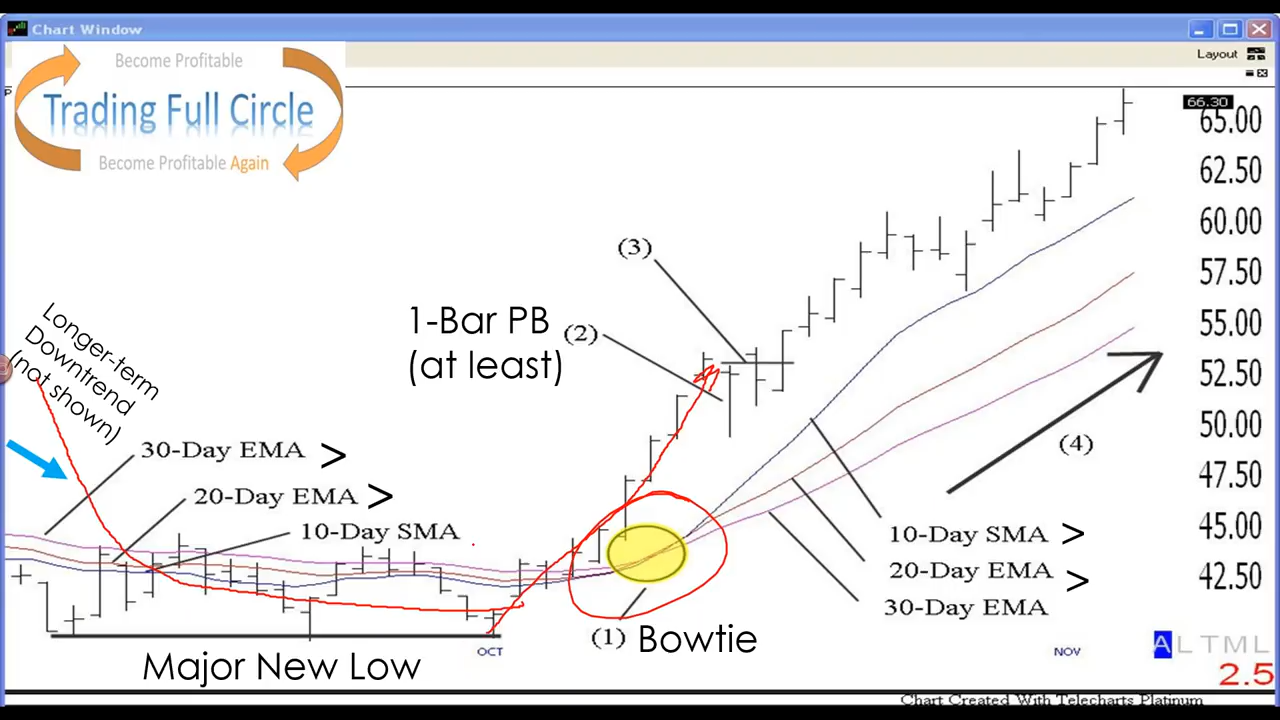 Chart Window
Layout
Become Profitable
Trading Full Circle
Become Profitable Again
P
66.30
65.00
62.50
60.00
57.50
55.00
52.50
50.00
47.50
45.00
42.50
(3)
1-Bar PB
(at least)
(2)
Longer-term
Downtrend
(not shown)
30-Day EMA >
20-Day EMA >
10-Day SMA
(4)
10-Day SMA >
20-Day EMA >
30-Day EMA
(1) Bowtie
Major New Low
OCT
NOV
A L T M L
2.5
Chart Created With Telecharts Platinum